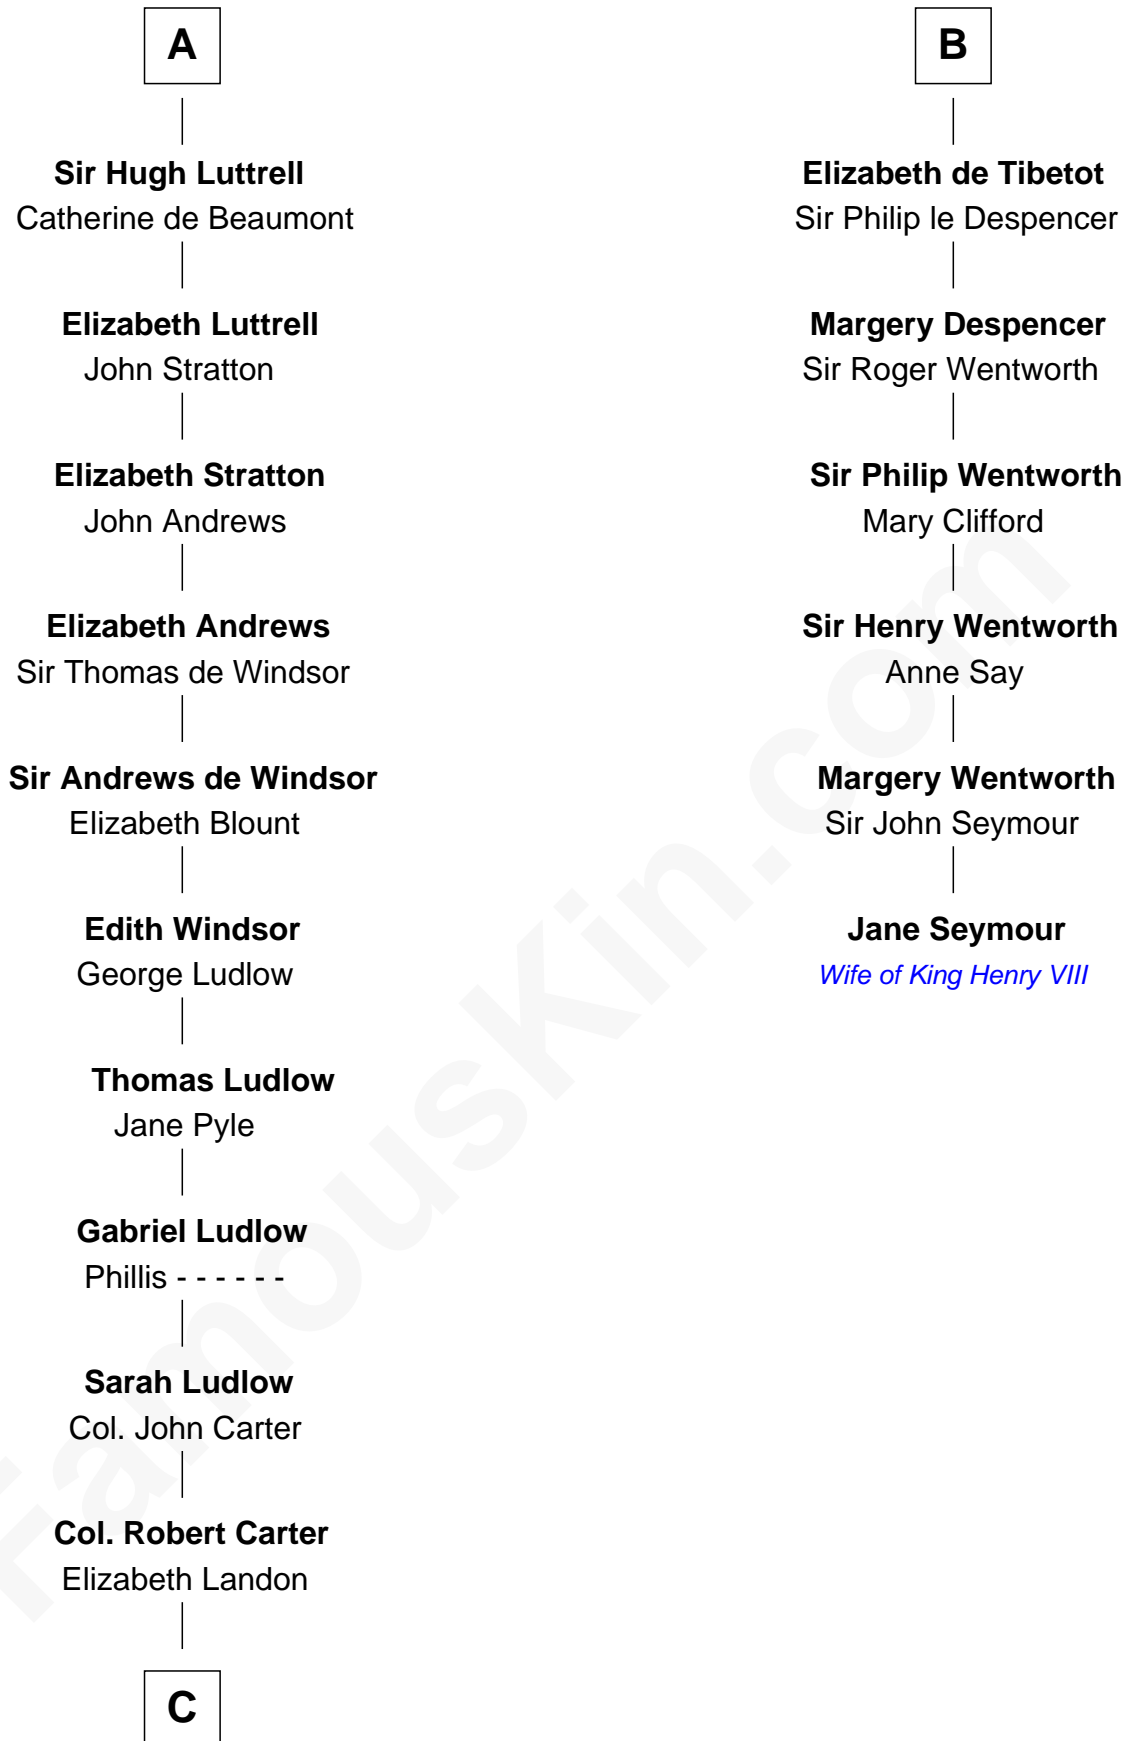 A
Sir Hugh Luttrell
Catherine de Beaumont
Elizabeth Luttrell
John Stratton
Elizabeth Stratton
John Andrews
Elizabeth Andrews
Sir Thomas de Windsor
Sir Andrews de Windsor
Elizabeth Blount
Edith Windsor
George Ludlow
Thomas Ludlow
Jane Pyle
Gabriel Ludlow
Phillis - - - - - -
Sarah Ludlow
Col. John Carter
Col. Robert Carter
Elizabeth Landon
C
B
Elizabeth de Tibetot
Sir Philip le Despencer
Margery Despencer
Sir Roger Wentworth
Sir Philip Wentworth
Mary Clifford
Sir Henry Wentworth
Anne Say
Margery Wentworth
Sir John Seymour
Jane Seymour
Wife of King Henry VIII
FamousKin.com